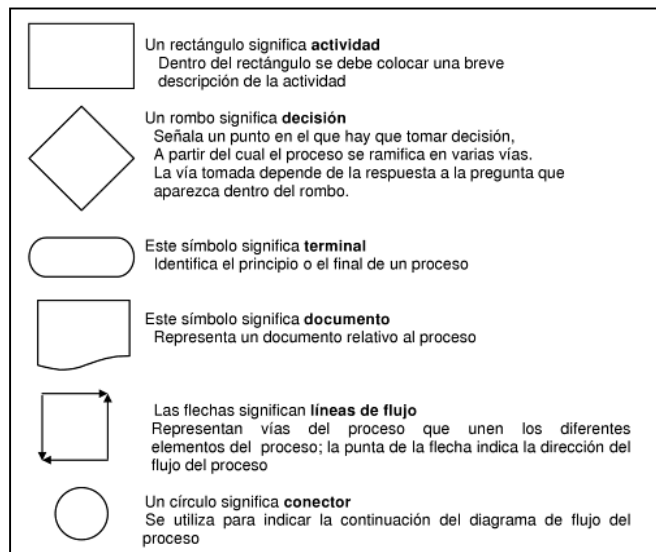 Un rectángulo significa actividad
Dentro del rectángulo se debe colocar una breve
descripción de la actividad
Un rombo significa decisión
Señala un punto en el que hay que tomar decisión,
A partir del cual el proceso se ramifica en varias vías.
La vía tomada depende de la respuesta a la pregunta que
aparezca dentro del rombo.
Este símbolo significa terminal
Identifica el principio o el final de un proceso
Este símbolo significa documento
Representa un documento relativo al proceso
Las flechas significan líneas de flujo
Representan vías del proceso que unen los diferentes
elementos del proceso; la punta de la flecha indica la dirección del
flujo del proceso
Un círculo significa conector
Se utiliza para indicar la continuación del diagrama de flujo del
proceso